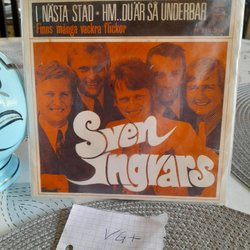 I NÄSTA STAD • HM..DU ÄR SÅ UNDERBAR
Finns många vackra flickor
Sven
Ingvars
VG+